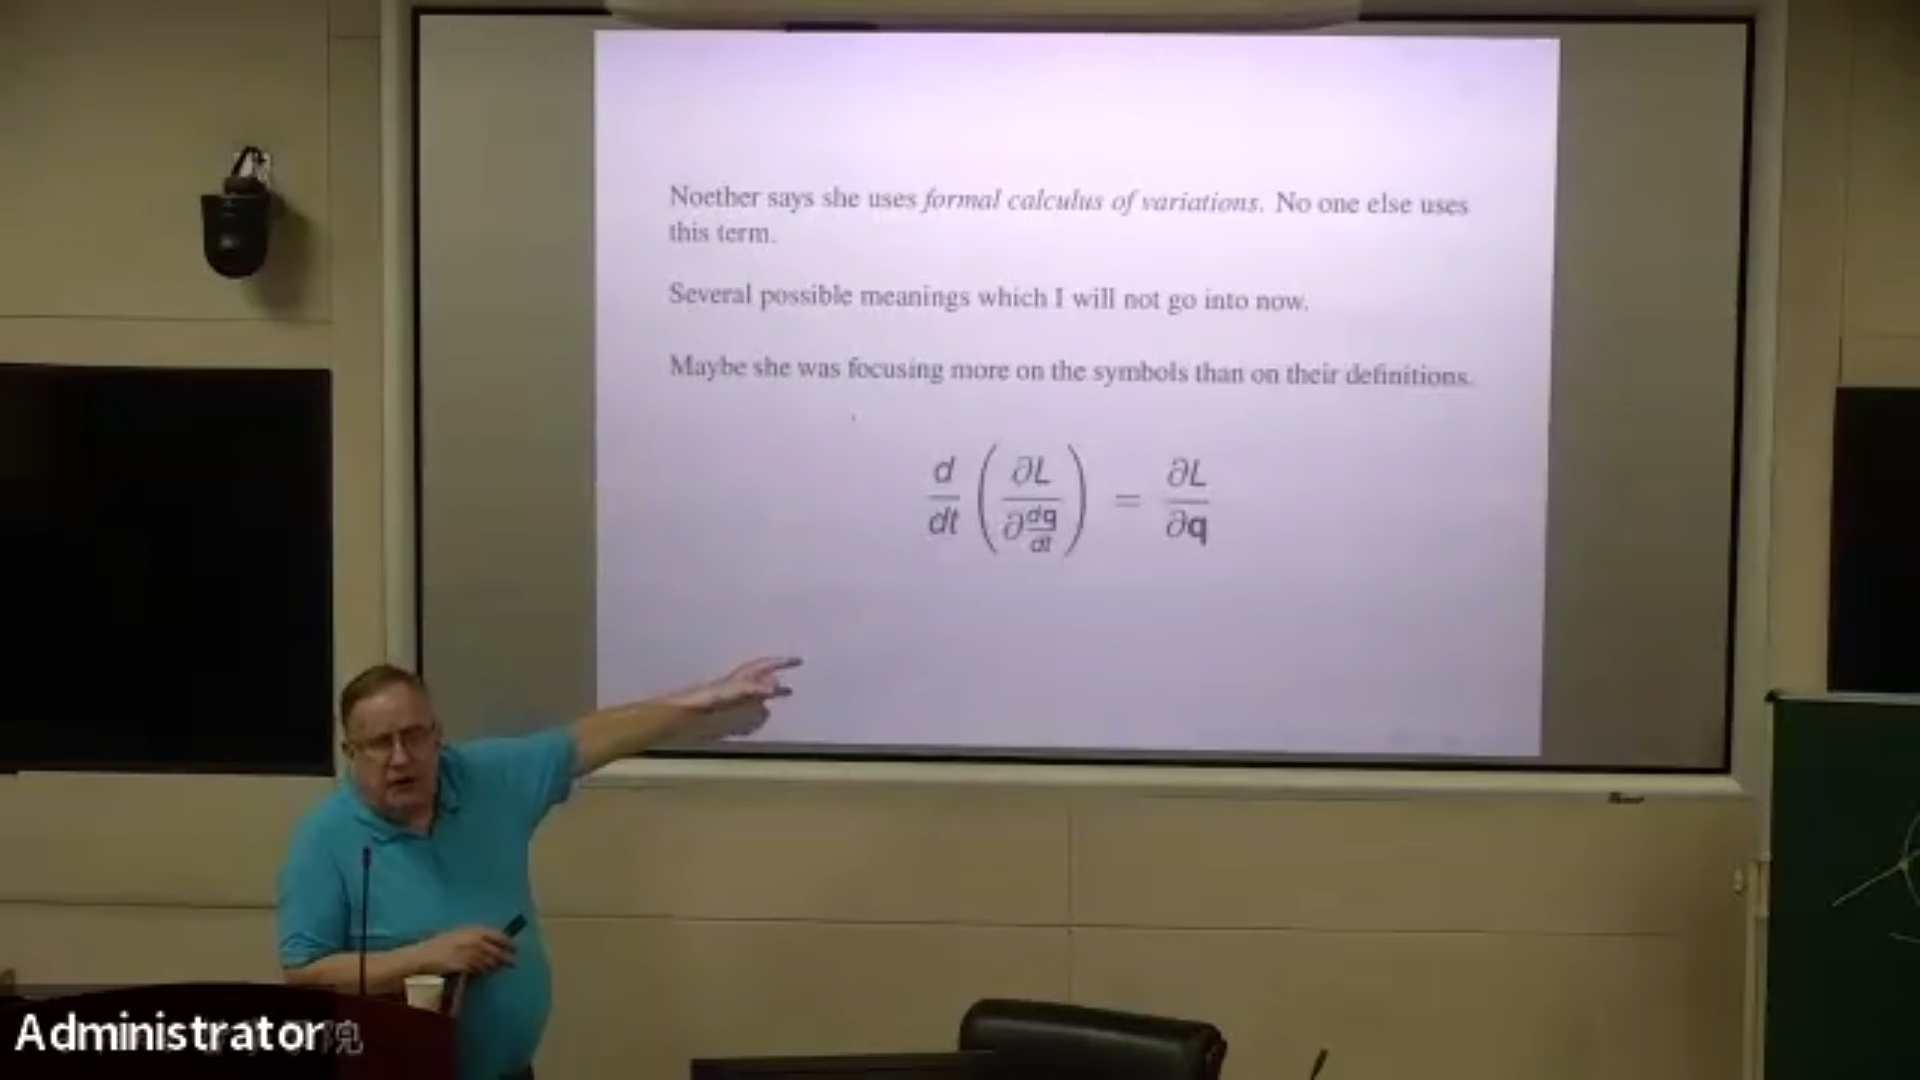 Noether says she uses formal calculus of variations. No one else uses
this term.
Several possible meanings which I will not go into now.
Maybe she was focusing more on the symbols than on their definitions.
d/dt (∂L/∂(dq/dt)) = ∂L/∂q
Administrator